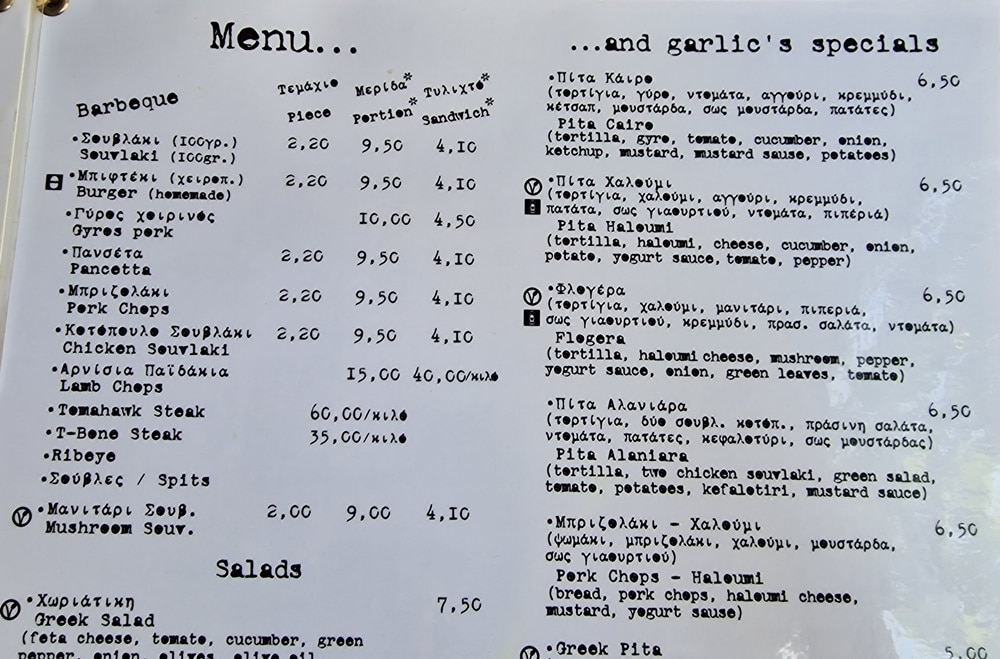 Menu...
Τεμάχιο Μερίδα* Τυλιχτό*
Barbeque Piece Portion* Sandwich*
•Σουβλάκι (100γρ.) 2,20 9,50 4,10
Souvlaki (100gr.)
•Μπιφτέκι (χειροπ.) 2,20 9,50 4,10
Burger (homemade)
•Γύρος χοιρινός 10,00 4,50
Gyros pork
•Πανσέτα 2,20 9,50 4,10
Pancetta
•Μπριζολάκι 2,20 9,50 4,10
Pork Chops
•Κοτόπουλο Σουβλάκι 2,20 9,50 4,10
Chicken Souvlaki
•Αρνίσια Παϊδάκια 15,00 40,00/κιλό
Lamb Chops
•Tomahawk Steak 60,00/κιλό
•T-Bone Steak 35,00/κιλό
•Ribeye
•Σούβλες / Spits
V •Μανιτάρι Σουβ. 2,00 9,00 4,10
Mushroom Souv.
Salads
V •Χωριάτικη 7,50
Greek Salad
(feta cheese, tomato, cucumber, green
pepper, onion, olives, olive oil
...and garlic's specials
•Πίτα Κάιρο 6,50
(τορτίγια, γύρο, ντομάτα, αγγούρι, κρεμμύδι,
κέτσαπ, μουστάρδα, σως μουστάρδα, πατάτες)
Pita Cairo
(tortilla, gyro, tomato, cucumber, onion,
ketchup, mustard, mustard sause, potatoes)
V •Πίτα Χαλούμι 6,50
(τορτίγια, χαλούμι, αγγούρι, κρεμμύδι,
πατάτα, σως γιαουρτιού, ντομάτα, πιπέριά)
Pita Haloumi
(tortilla, haloumi, cheese, cucumber, onion,
potato, yogurt sauce, tomato, pepper)
V •Φλογέρα 6,50
(τορτίγια, χαλούμι, μανιτάρι, πιπεριά,
σως γιαουρτιού, κρεμμύδι, πρασ. σαλάτα, ντομάτα)
Flogera
(tortilla, haloumi cheese, mushroom, pepper,
yogurt sauce, onion, green leaves, tomato)
•Πίτα Αλανιάρα 6,50
(τορτίγια, δύο σουβλ. κοτόπ., πράσινη σαλάτα,
ντομάτα, πατάτες, κεφαλοτύρι, σως μουστάρδας)
Pita Alaniara
(tortilla, two chicken souvlaki, green salad,
tomato, potatoes, kefalotiri, mustard sauce)
•Μπριζολάκι - Χαλούμι 6,50
(ψωμάκι, μπριζολάκι, χαλούμι, μουστάρδα,
σως γιαουρτιού)
Pork Chops - Haloumi
(bread, pork chops, haloumi cheese,
mustard, yogurt sause)
V •Greek Pita 5,00